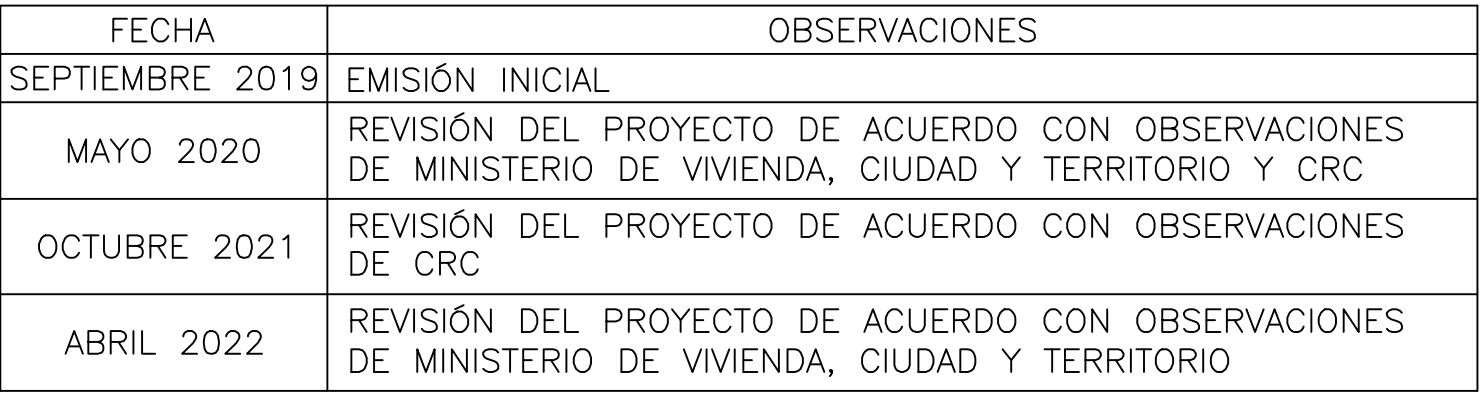 FECHA OBSERVACIONES
SEPTIEMBRE 2019 EMISIÓN INICIAL
MAYO 2020
REVISIÓN DEL PROYECTO DE ACUERDO CON OBSERVACIONES
DE MINISTERIO DE VIVIENDA, CIUDAD Y TERRITORIO Y CRC
OCTUBRE 2021
REVISIÓN DEL PROYECTO DE ACUERDO CON OBSERVACIONES
DE CRC
ABRIL 2022
REVISIÓN DEL PROYECTO DE ACUERDO CON OBSERVACIONES
DE MINISTERIO DE VIVIENDA, CIUDAD Y TERRITORIO